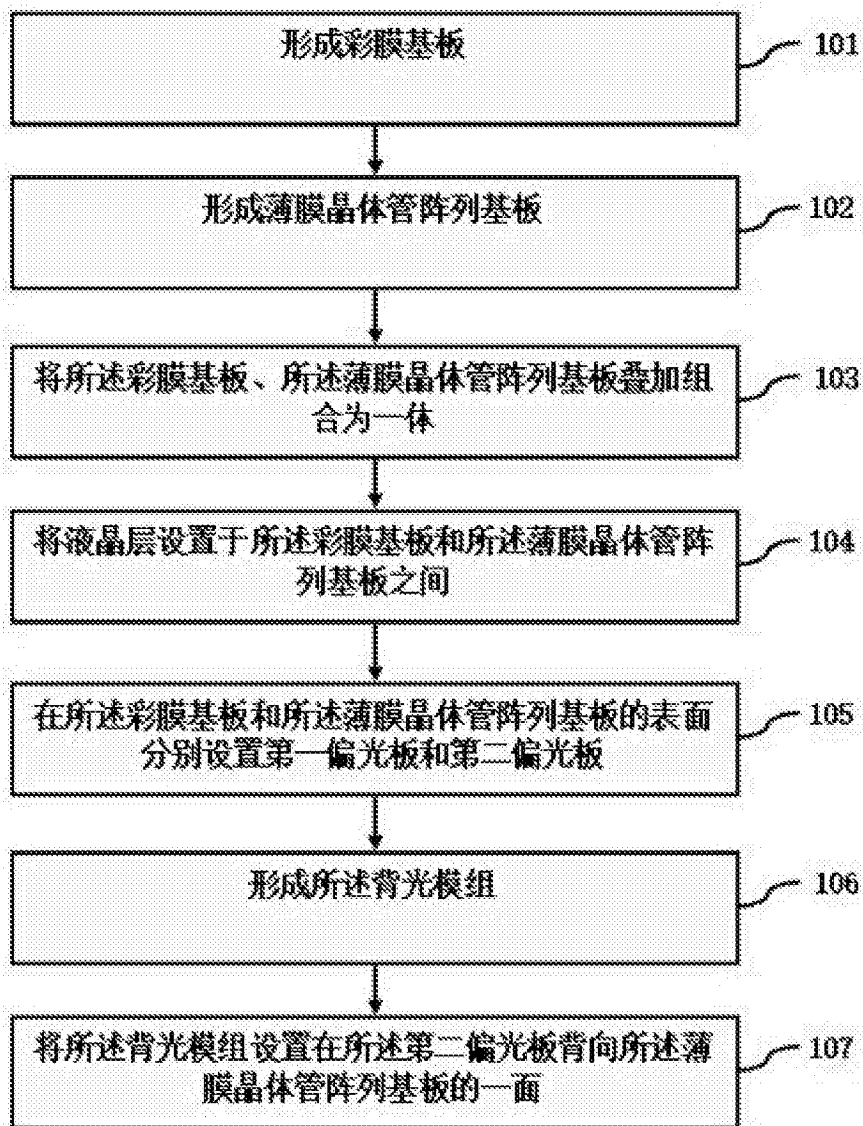 形成彩膜基板
101
形成薄膜晶体管阵列基板
102
将所述彩膜基板、所述薄膜晶体管阵列基板叠加组
合为一体
103
将液晶层设置于所述彩膜基板和所述薄膜晶体管阵
列基板之间
104
在所述彩膜基板和所述薄膜晶体管阵列基板的表面
分别设置第一偏光板和第二偏光板
105
形成所述背光模组
106
将所述背光模组设置在所述第二偏光板背向所述薄
膜晶体管阵列基板的一面
107